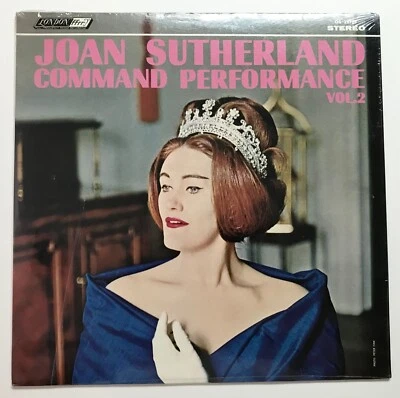 LONDON ffrr
STEREO
JOAN SUTHERLAND
COMMAND PERFORMANCE
VOL.2